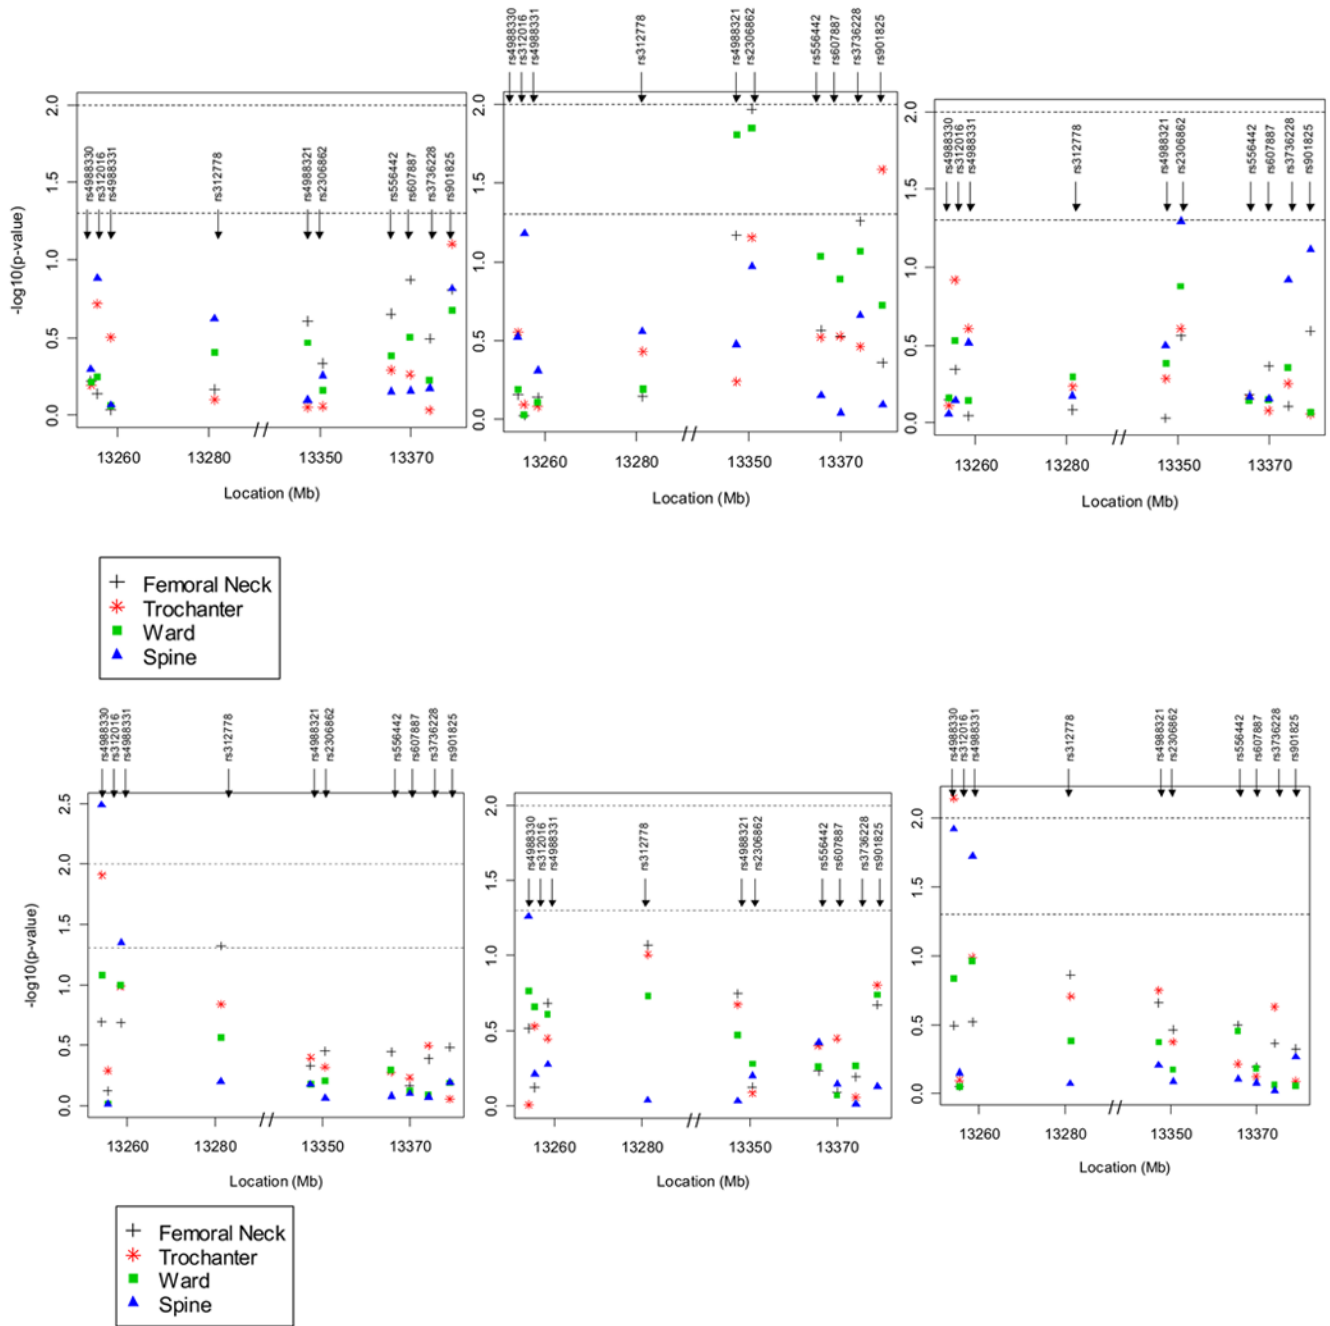 rs4988330
rs312016
rs4988331
rs312778
rs4988321
rs2306862
rs556442
rs607887
rs3736228
rs901825
-log10(p-value)
2.0
1.5
1.0
0.5
0.0
13260
13280
13350
13370
Location (Mb)
rs4988330
rs312016
rs4988331
rs312778
rs4988321
rs2306862
rs556442
rs607887
rs3736228
rs901825
2.0
1.5
1.0
0.5
0.0
13260
13280
13350
13370
Location (Mb)
rs4988330
rs312016
rs4988331
rs312778
rs4988321
rs2306862
rs556442
rs607887
rs3736228
rs901825
2.0
1.5
1.0
0.5
0.0
13260
13280
13350
13370
Location (Mb)
Femoral Neck
Trochanter
Ward
Spine
rs4988330
rs312016
rs4988331
rs312778
rs4988321
rs2306862
rs556442
rs607887
rs3736228
rs901825
-log10(p-value)
2.5
2.0
1.5
1.0
0.5
0.0
13260
13280
13350
13370
Location (Mb)
rs4988330
rs312016
rs4988331
rs312778
rs4988321
rs2306862
rs556442
rs607887
rs3736228
rs901825
2.0
1.5
1.0
0.5
0.0
13260
13280
13350
13370
Location (Mb)
rs4988330
rs312016
rs4988331
rs312778
rs4988321
rs2306862
rs556442
rs607887
rs3736228
rs901825
2.0
1.5
1.0
0.5
0.0
13260
13280
13350
13370
Location (Mb)
Femoral Neck
Trochanter
Ward
Spine